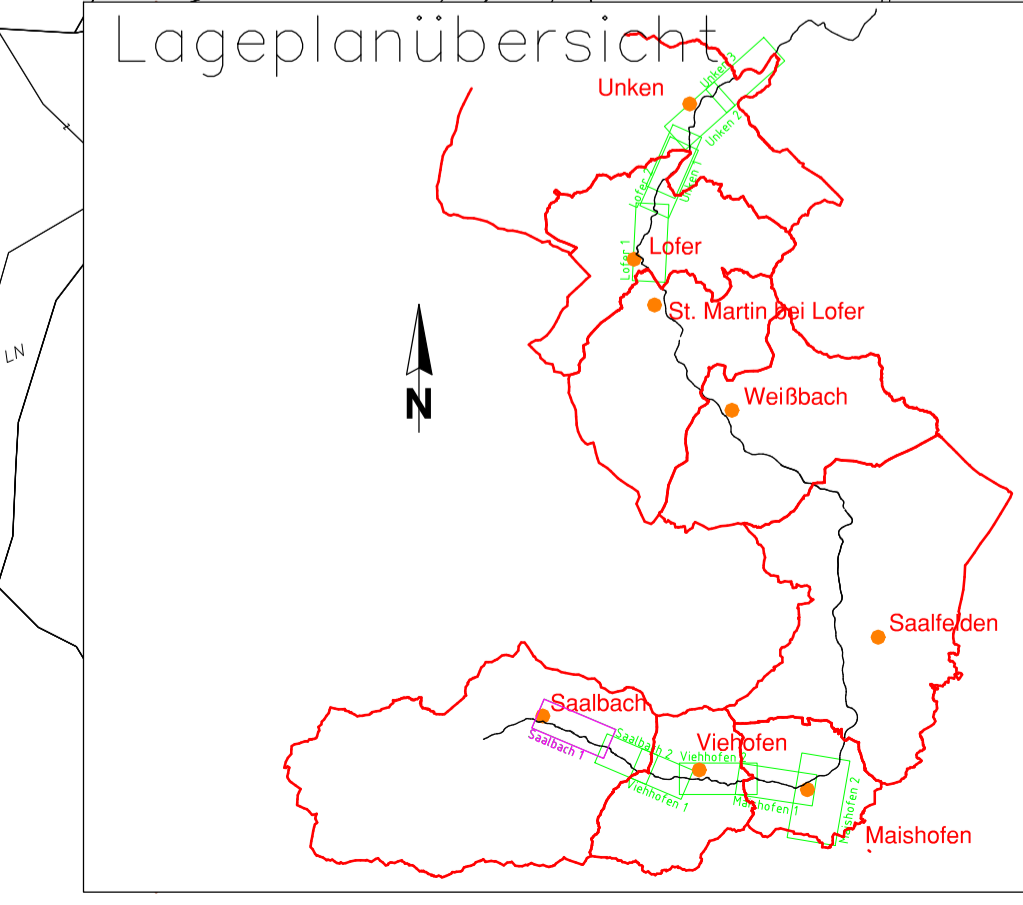 Lageplanübersicht
Unken 3
Unken
Unken 2
Lofer 2
Unken 1
Lofer
Lofer 1
St. Martin bei Lofer
LN
N
Weißbach
Saalfelden
Saalbach
Saalbach 1
Saalbach 2
Viehofen
Viehhofen 2
Viehhofen 1
Maishofen 1
Maishofen 2
Maishofen